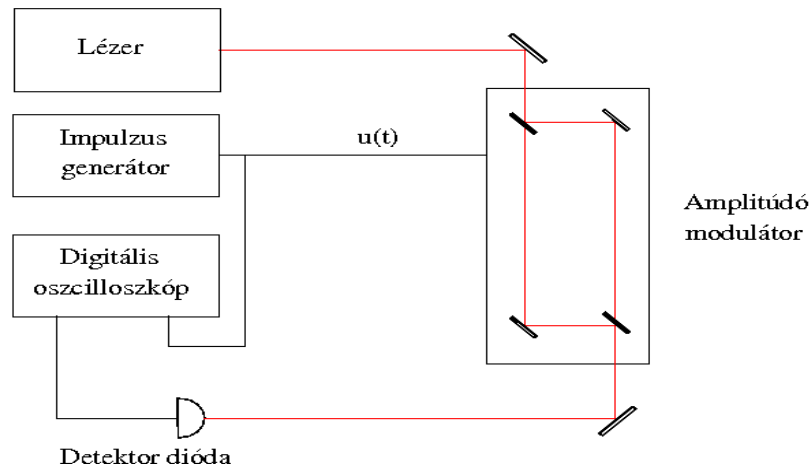 Lézer
Impulzus
generátor
u(t)
Amplitúdó
modulátor
Digitális
oszcilloszkóp
Detektor dióda